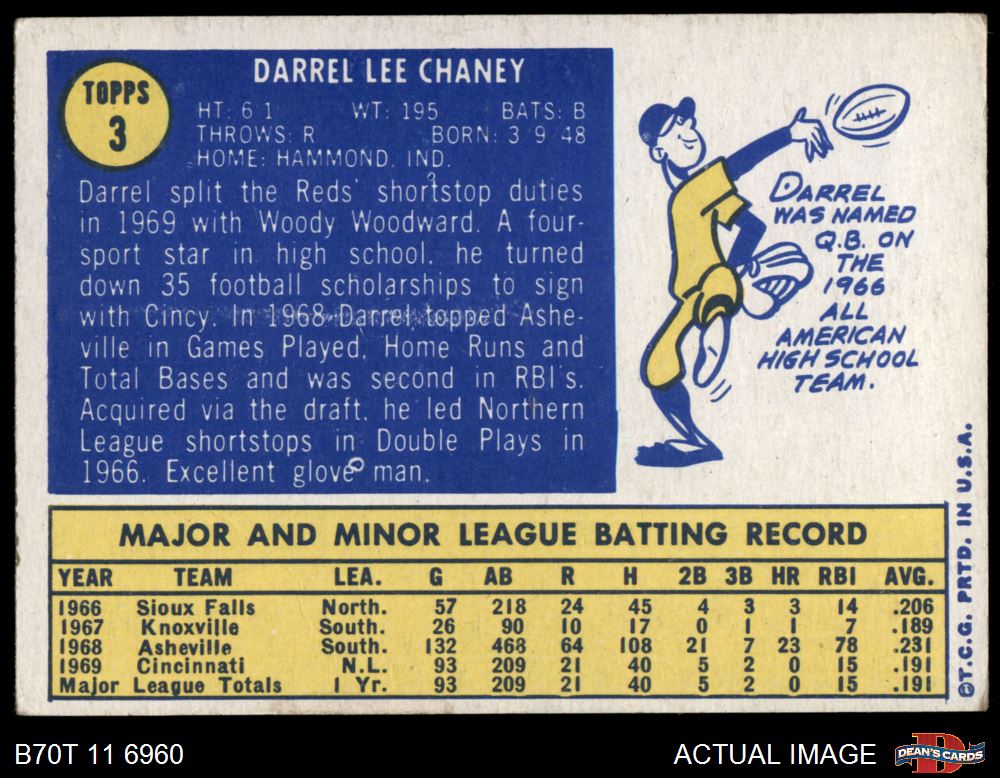 TOPPS
3
DARREL LEE CHANEY
HT: 6 1 WT: 195 BATS: B
THROWS: R BORN: 3 9 48
HOME: HAMMOND, IND.
Darrel split the Reds' shortstop duties
in 1969 with Woody Woodward. A four-
sport star in high school, he turned
down 35 football scholarships to sign
with Cincy. In 1968 Darrel topped Ashe-
ville in Games Played, Home Runs and
Total Bases and was second in RBI's.
Acquired via the draft, he led Northern
League shortstops in Double Plays in
1966. Excellent glove man.
DARREL
WAS NAMED
Q.B. ON
THE
1966
ALL
AMERICAN
HIGH SCHOOL
TEAM.
MAJOR AND MINOR LEAGUE BATTING RECORD
YEAR TEAM LEA. G AB R H 2B 3B HR RBI AVG.
1966 Sioux Falls North. 57 218 24 45 4 3 3 14 .206
1967 Knoxville South. 26 90 10 17 0 1 1 7 .189
1968 Asheville South. 132 468 64 108 21 7 23 78 .231
1969 Cincinnati N.L. 93 209 21 40 5 2 0 15 .191
Major League Totals 1 Yr. 93 209 21 40 5 2 0 15 .191
©T.C.G. PRTD. IN U.S.A.
B70T 11 6960
ACTUAL IMAGE
DEAN'S CARDS